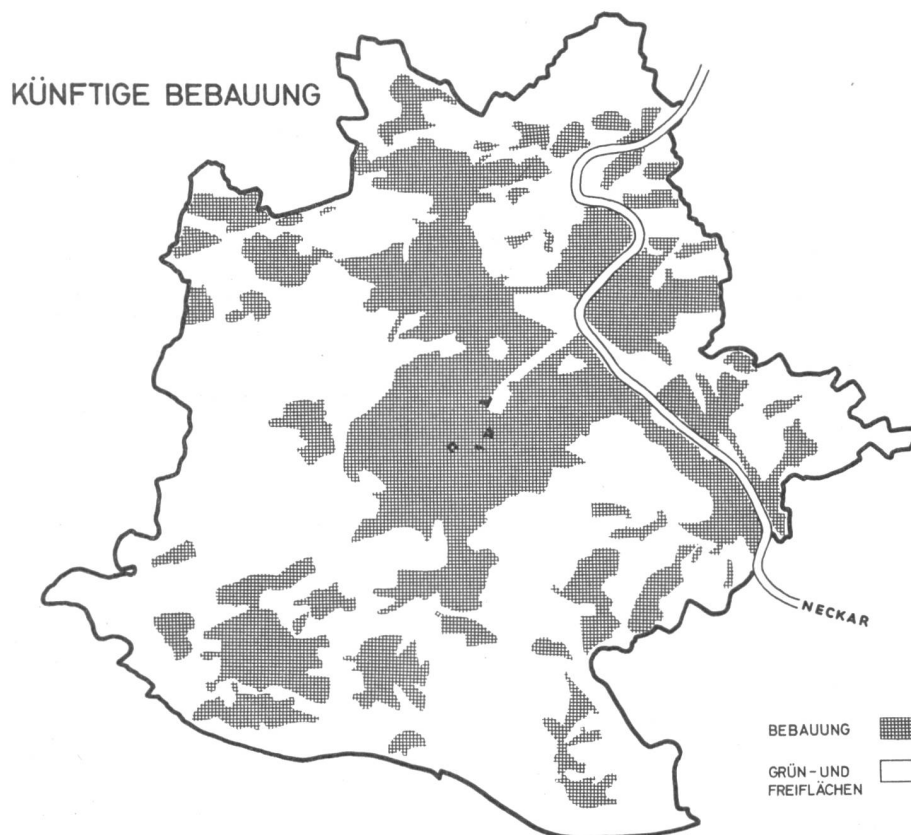 KÜNFTIGE BEBAUUNG
NECKAR
BEBAUUNG
GRÜN- UND
FREIFLÄCHEN